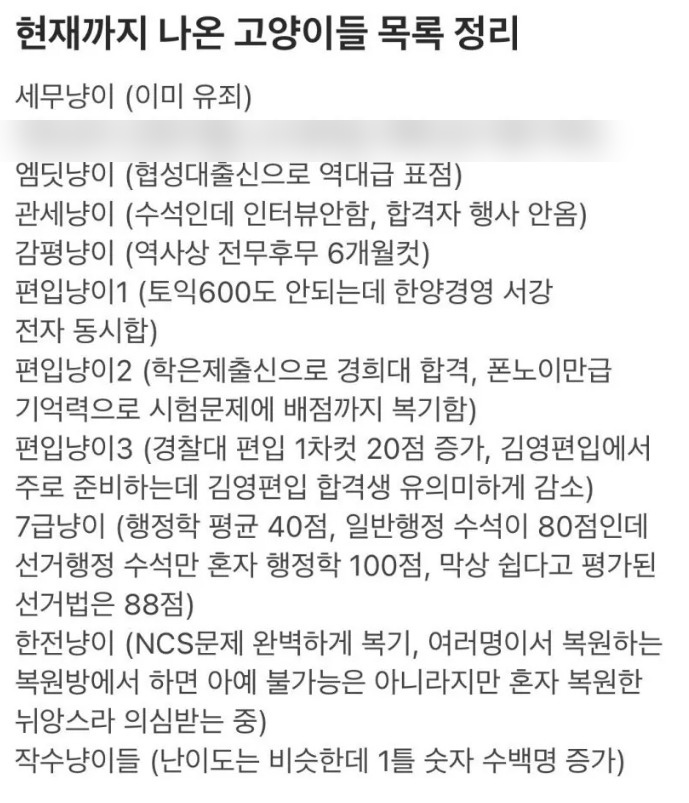 현재까지 나온 고양이들 목록 정리
세무냥이 (이미 유죄)
엠딧냥이 (협성대출신으로 역대급 표점)
관세냥이 (수석인데 인터뷰안함, 합격자 행사 안옴)
감평냥이 (역사상 전무후무 6개월컷)
편입냥이1 (토익600도 안되는데 한양경영 서강
전자 동시합)
편입냥이2 (학은제출신으로 경희대 합격, 폰노이만급
기억력으로 시험문제에 배점까지 복기함)
편입냥이3 (경찰대 편입 1차컷 20점 증가, 김영편입에서
주로 준비하는데 김영편입 합격생 유의미하게 감소)
7급냥이 (행정학 평균 40점, 일반행정 수석이 80점인데
선거행정 수석만 혼자 행정학 100점, 막상 쉽다고 평가된
선거법은 88점)
한전냥이 (NCS문제 완벽하게 복기, 여러명이서 복원하는
복원방에서 하면 아예 불가능은 아니라지만 혼자 복원한
뉘앙스라 의심받는 중)
작수냥이들 (난이도는 비슷한데 1틀 숫자 수백명 증가)